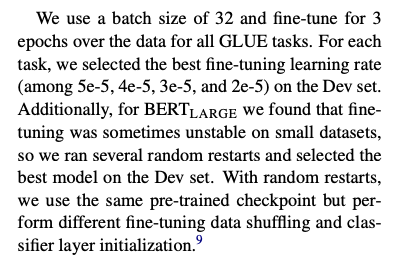 We use a batch size of 32 and fine-tune for 3
epochs over the data for all GLUE tasks. For each
task, we selected the best fine-tuning learning rate
(among 5e-5, 4e-5, 3e-5, and 2e-5) on the Dev set.
Additionally, for BERTLARGE we found that fine-
tuning was sometimes unstable on small datasets,
so we ran several random restarts and selected the
best model on the Dev set. With random restarts,
we use the same pre-trained checkpoint but per-
form different fine-tuning data shuffling and clas-
sifier layer initialization.9